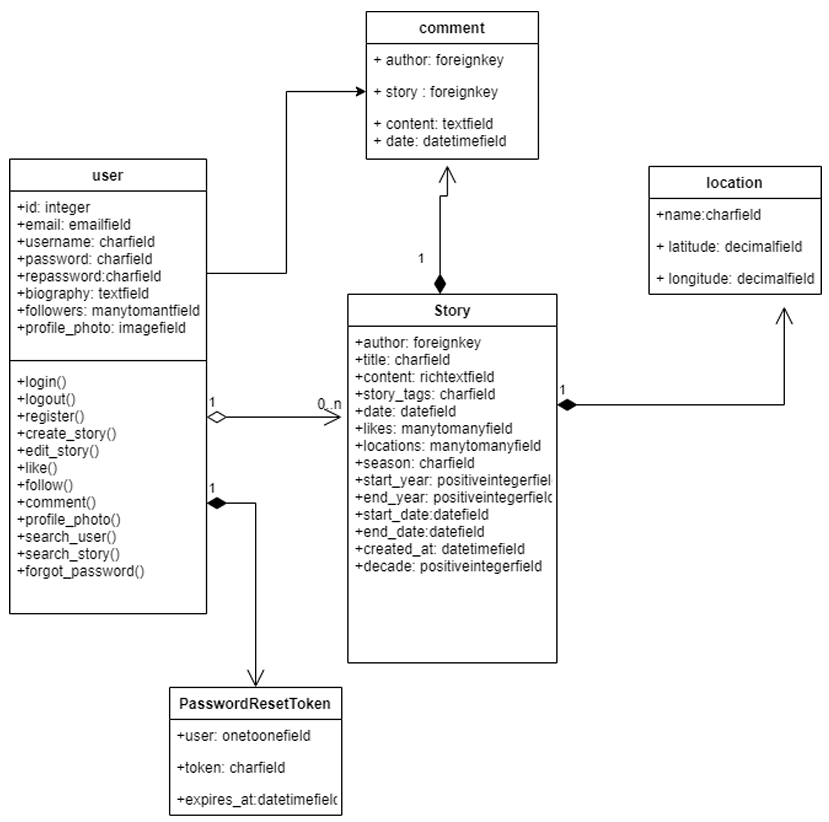 comment
+ author: foreignkey
+ story : foreignkey
+ content: textfield
+ date: datetimefield
user
+id: integer
+email: emailfield
+username: charfield
+password: charfield
+repassword:charfield
+biography: textfield
+followers: manytomantfield
+profile_photo: imagefield
+login()
+logout()
+register()
+create_story()
+edit_story()
+like()
+follow()
+comment()
+profile_photo()
+search_user()
+search_story()
+forgot_password()
location
+name:charfield
+ latitude: decimalfield
+ longitude: decimalfield
1
Story
+author: foreignkey
+title: charfield
+content: richtextfield
+story_tags: charfield
+date: datefield
+likes: manytomanyfield
+locations: manytomanyfield
+season: charfield
+start_year: positiveintegerfiel
+end_year: positiveintegerfield
+start_date:datefield
+end_date:datefield
+created_at: datetimefield
+decade: positiveintegerfield
1
0..n
1
1
PasswordResetToken
+user: onetoonefield
+token: charfield
+expires_at:datetimefield